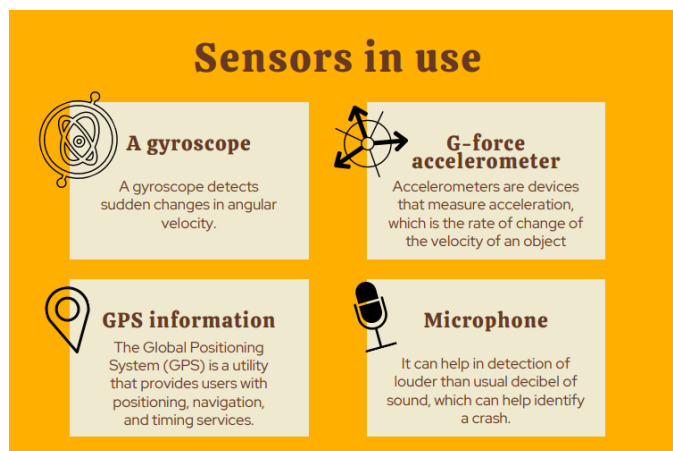 Sensors in use
A gyroscope
A gyroscope detects
sudden changes in angular
velocity.
G-force
accelerometer
Accelerometers are devices
that measure acceleration,
which is the rate of change of
the velocity of an object
GPS information
The Global Positioning
System (GPS) is a utility
that provides users with
positioning, navigation,
and timing services.
Microphone
It can help in detection of
louder than usual decibel of
sound, which can help identify
a crash.